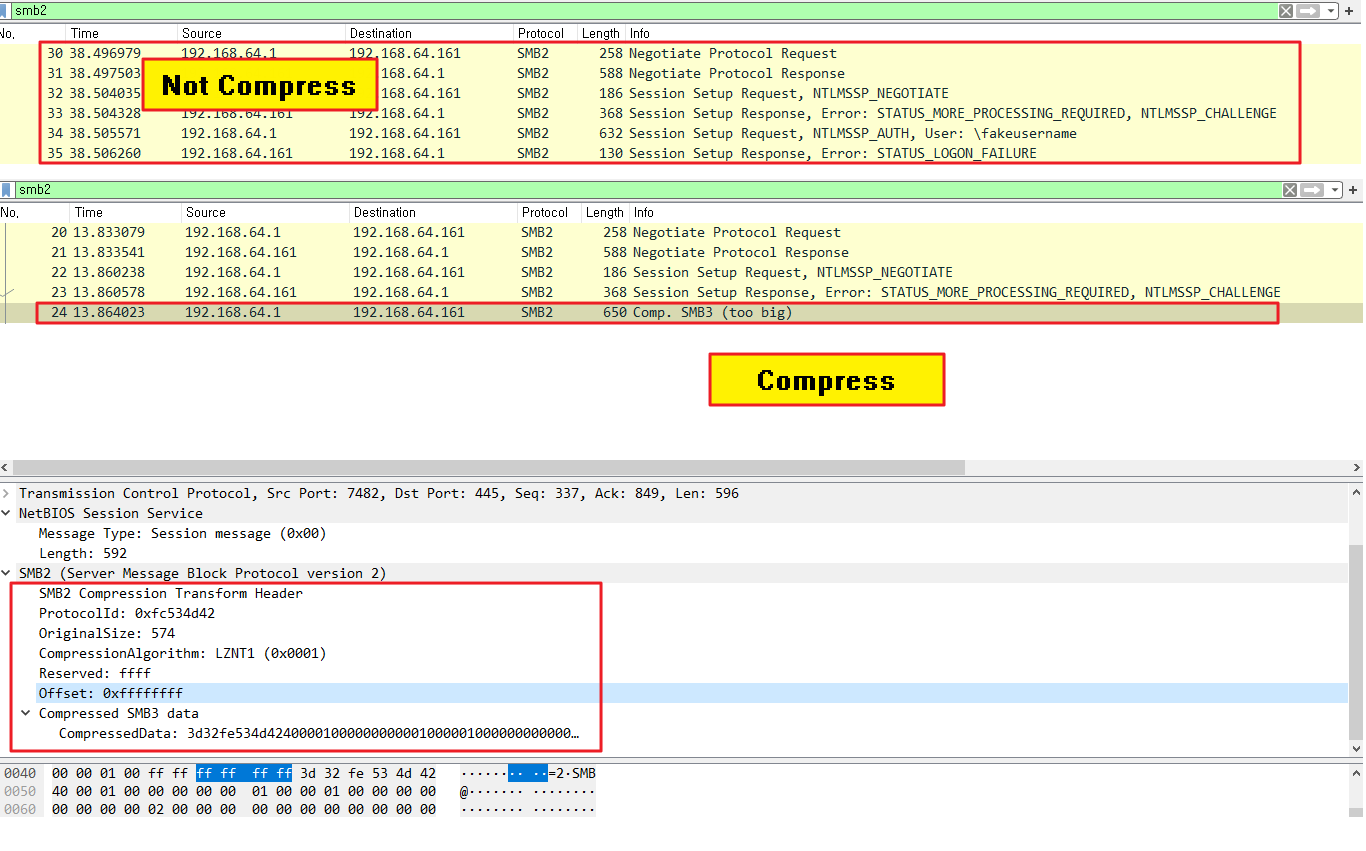 smb2
No. Time Source Destination Protocol Length Info
30 38.496979 192.168.64.1 192.168.64.161 SMB2 258 Negotiate Protocol Request
31 38.497503 .168.64.1 SMB2 588 Negotiate Protocol Response
Not Compress
32 38.504035 .168.64.161 SMB2 186 Session Setup Request, NTLMSSP_NEGOTIATE
33 38.504328 192.168.64.161 192.168.64.1 SMB2 368 Session Setup Response, Error: STATUS_MORE_PROCESSING_REQUIRED, NTLMSSP_CHALLENGE
34 38.505571 192.168.64.1 192.168.64.161 SMB2 632 Session Setup Request, NTLMSSP_AUTH, User: \fakeusername
35 38.506260 192.168.64.161 192.168.64.1 SMB2 130 Session Setup Response, Error: STATUS_LOGON_FAILURE
smb2
No. Time Source Destination Protocol Length Info
20 13.833079 192.168.64.1 192.168.64.161 SMB2 258 Negotiate Protocol Request
21 13.833541 192.168.64.161 192.168.64.1 SMB2 588 Negotiate Protocol Response
22 13.860238 192.168.64.1 192.168.64.161 SMB2 186 Session Setup Request, NTLMSSP_NEGOTIATE
23 13.860578 192.168.64.161 192.168.64.1 SMB2 368 Session Setup Response, Error: STATUS_MORE_PROCESSING_REQUIRED, NTLMSSP_CHALLENGE
24 13.864023 192.168.64.1 192.168.64.161 SMB2 650 Comp. SMB3 (too big)
Compress
Transmission Control Protocol, Src Port: 7482, Dst Port: 445, Seq: 337, Ack: 849, Len: 596
NetBIOS Session Service
Message Type: Session message (0x00)
Length: 592
SMB2 (Server Message Block Protocol version 2)
SMB2 Compression Transform Header
ProtocolId: 0xfc534d42
OriginalSize: 574
CompressionAlgorithm: LZNT1 (0x0001)
Reserved: ffff
Offset: 0xffffffff
Compressed SMB3 data
CompressedData: 3d32fe534d4240000100000000000100000100000000000…
0040 00 00 01 00 ff ff ff ff ff ff 3d 32 fe 53 4d 42 ··········=2·SMB
0050 40 00 01 00 00 00 00 00 01 00 00 01 00 00 00 00 @······· ········
0060 00 00 00 00 02 00 00 00 00 00 00 00 00 00 00 00 ········ ········